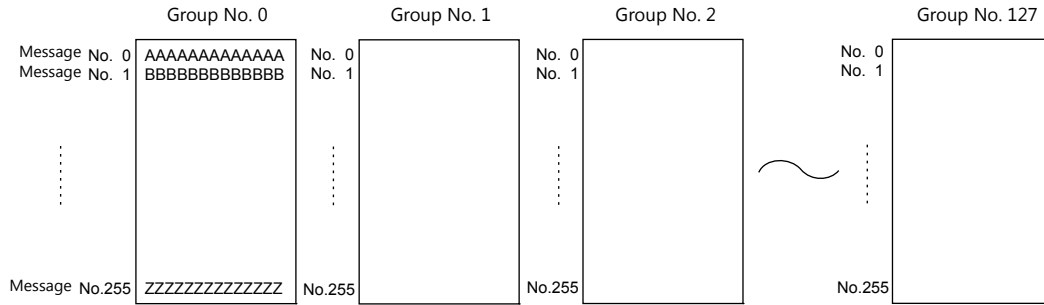 Group No. 0 Group No. 1 Group No. 2 Group No. 127
Message No. 0 AAAAAAAAAAAAA No. 0 No. 0 No. 0
Message No. 1 BBBBBBBBBBBBB No. 1 No. 1 No. 1
Message No.255 ZZZZZZZZZZZZZZ No.255 No.255 No.255